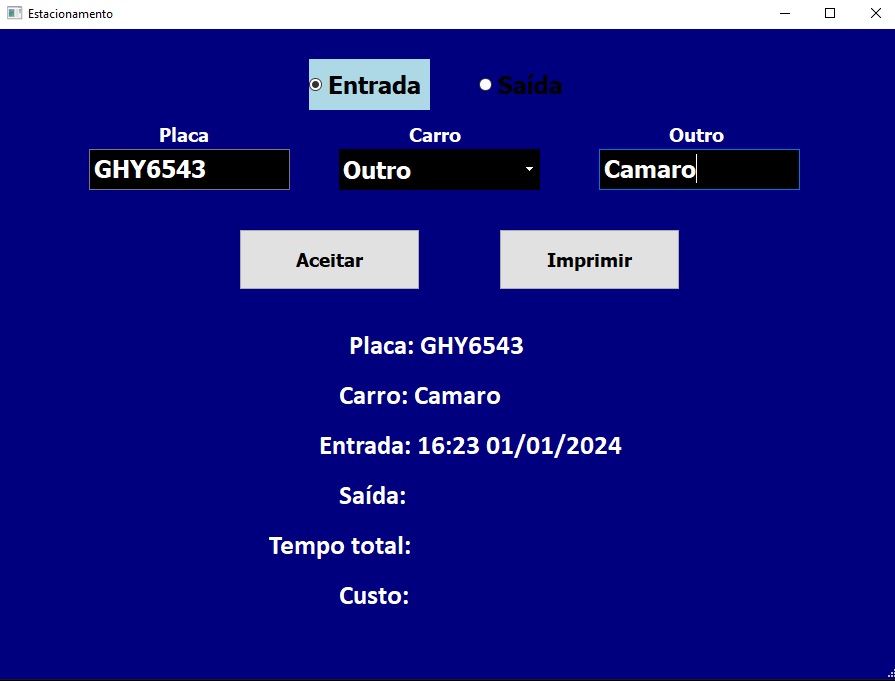 Estacionamento
Entrada Saída
Placa Carro Outro
GHY6543 Outro Camaro
Aceitar Imprimir
Placa: GHY6543
Carro: Camaro
Entrada: 16:23 01/01/2024
Saída:
Tempo total:
Custo: